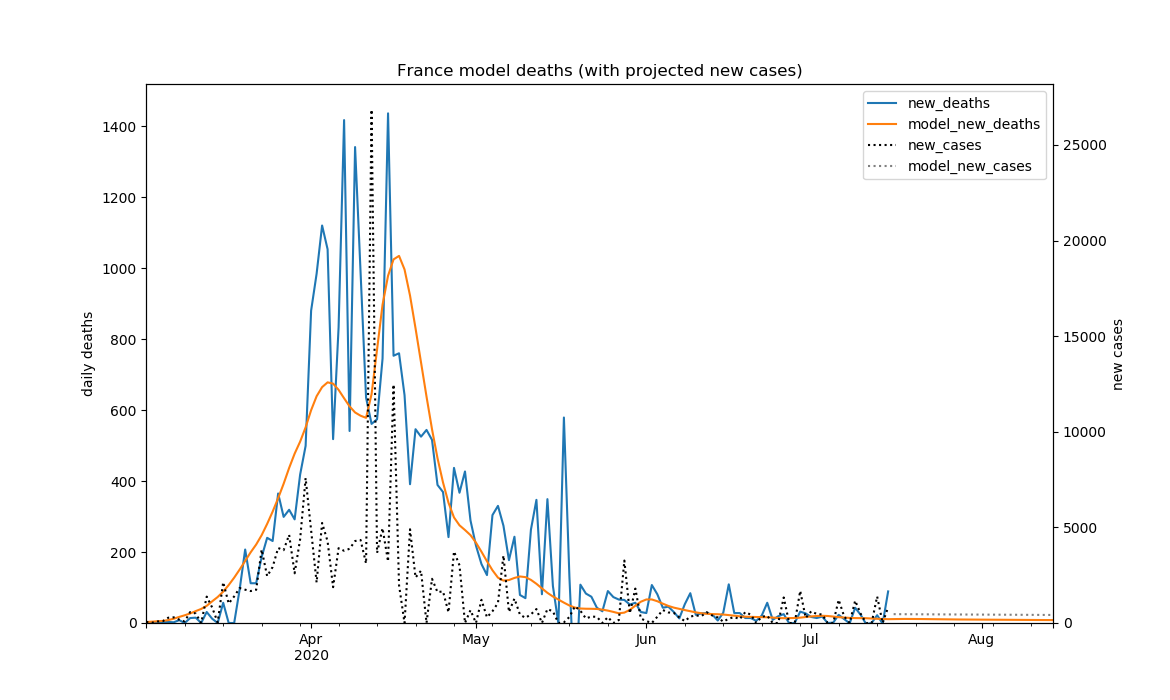 France model deaths (with projected new cases)
new_deaths
model_new_deaths
new_cases
model_new_cases
1400
1200
1000
800
600
400
200
0
daily deaths
25000
20000
15000
10000
5000
0
new cases
Apr
2020
May
Jun
Jul
Aug